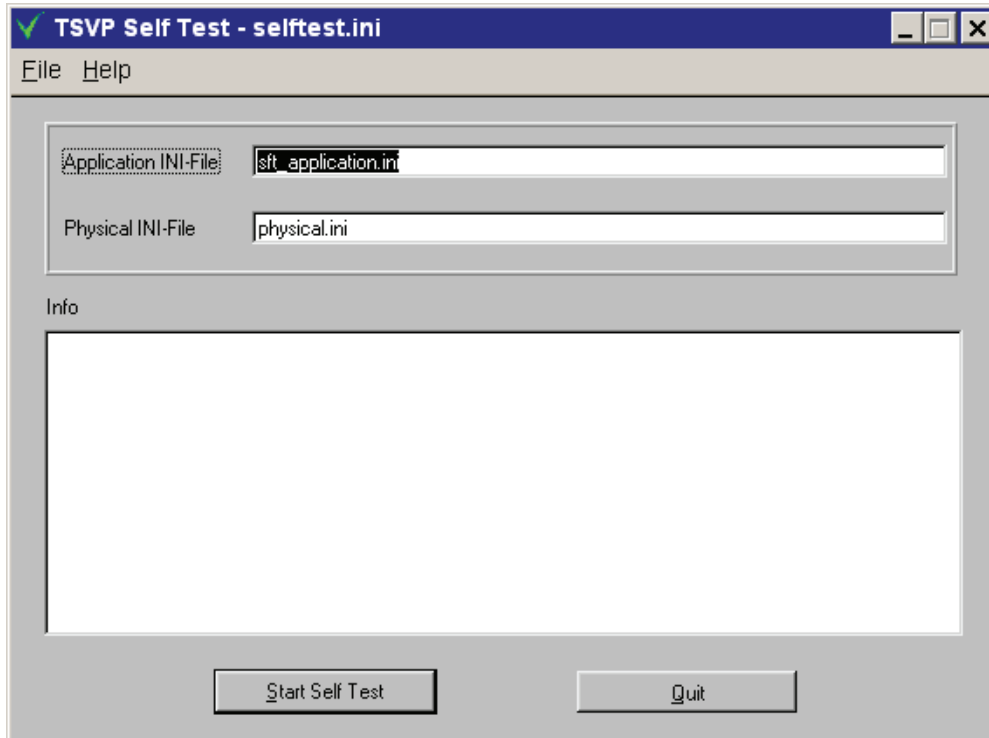 TSVP Self Test - selftest.ini
File Help
Application INI-File sft_application.ini
Physical INI-File physical.ini
Info
Start Self Test Quit